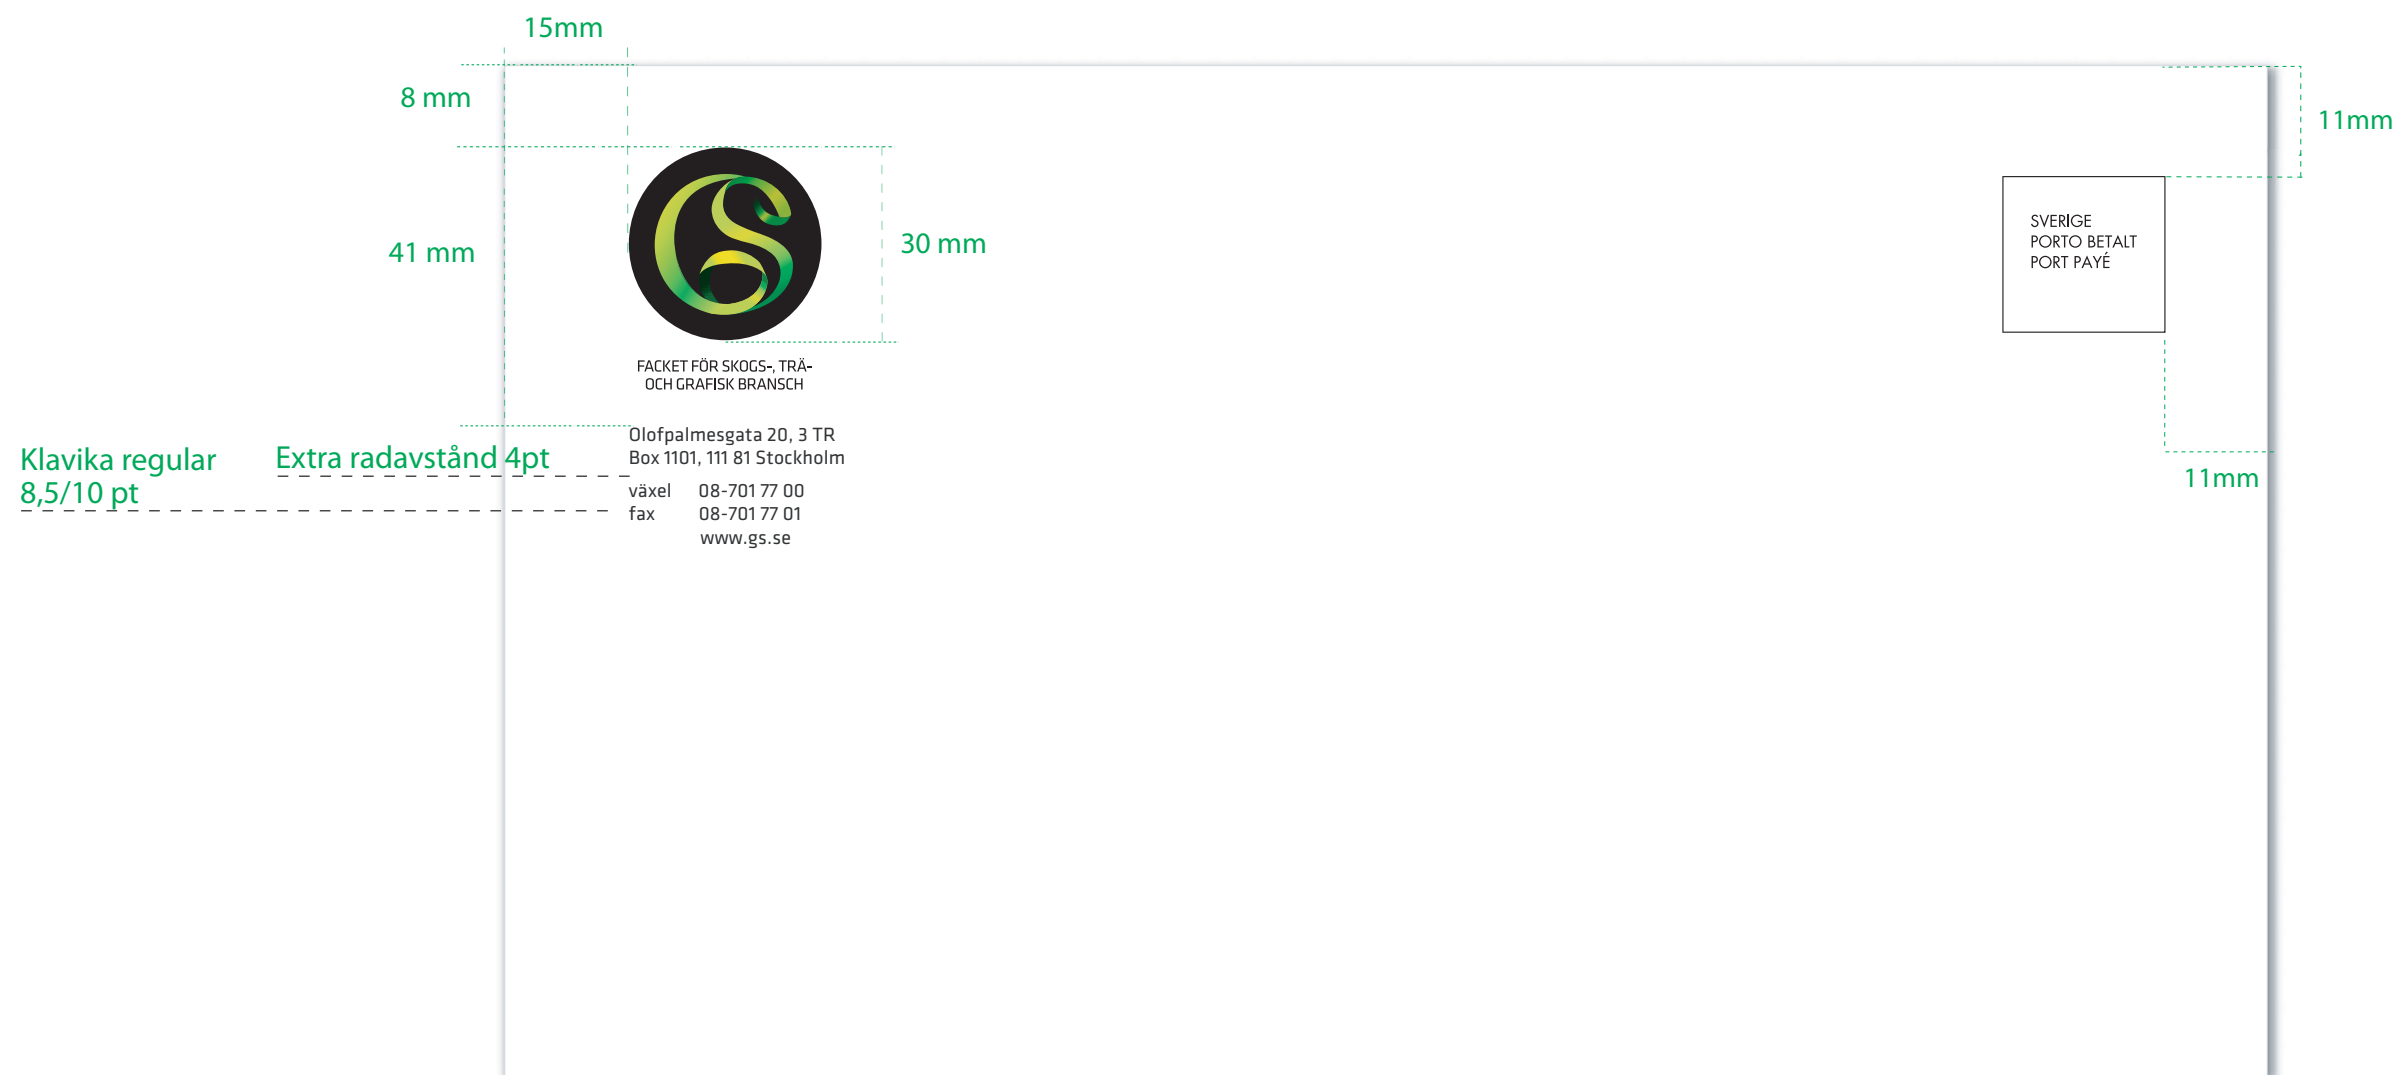 15mm
8 mm
11mm
41 mm
30 mm
SVERIGE
PORTO BETALT
PORT PAYÉ
FACKET FÖR SKOGS-, TRÄ-
OCH GRAFISK BRANSCH
Olofpalmesgata 20, 3 TR
Box 1101, 111 81 Stockholm
Klavika regular
8,5/10 pt
Extra radavstånd 4pt
växel 08-701 77 00
fax 08-701 77 01
www.gs.se
11mm
GS